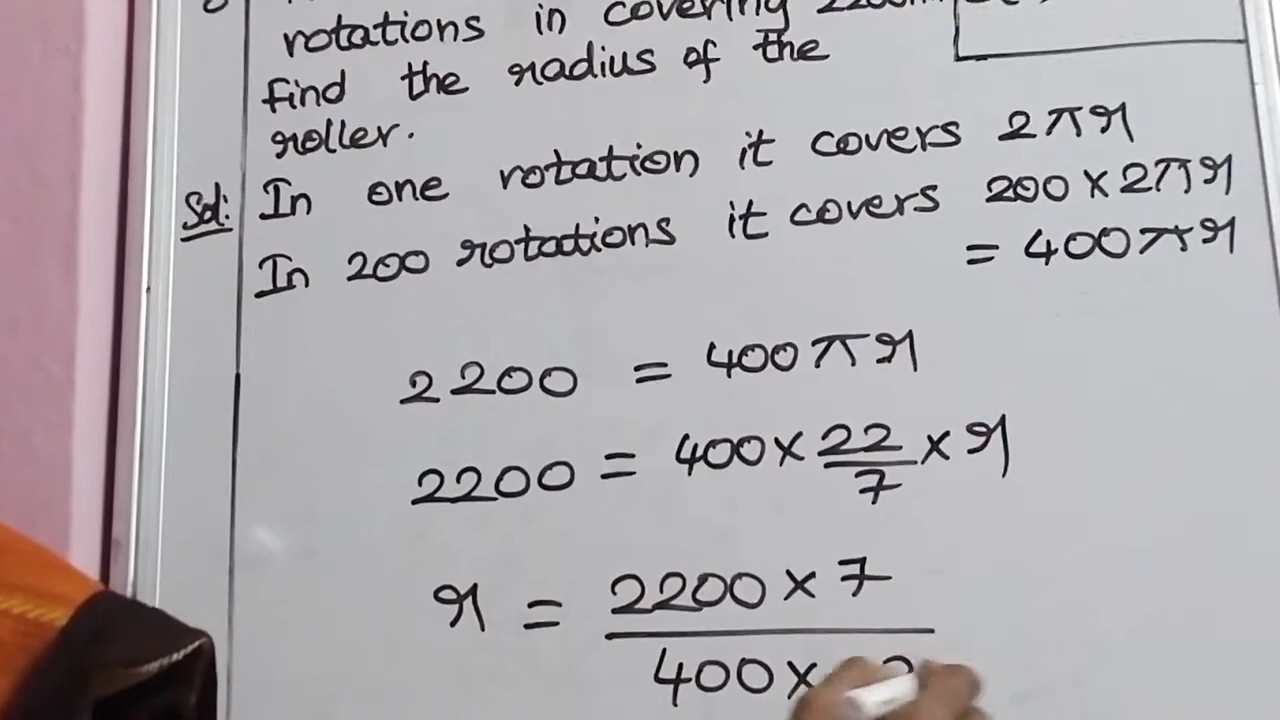 rotations in covering
find the radius of the
roller.
Sol: In one rotation it covers 2πr
In 200 rotations it covers 200 × 2πr
= 400πr
2200 = 400πr
2200 = 400 × 22/7 × r
r = 2200 × 7
400 ×